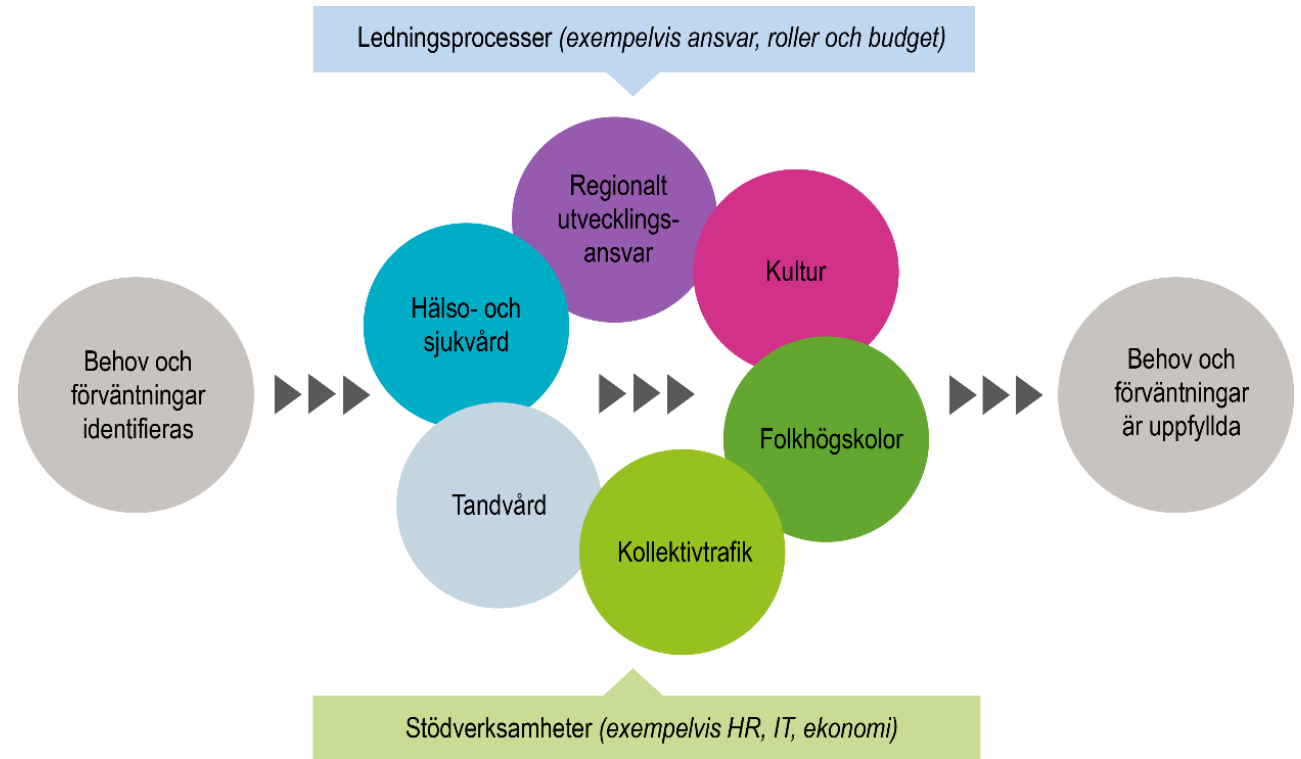 Ledningsprocesser (exempelvis ansvar, roller och budget)
Regionalt
utvecklings-
ansvar
Kultur
Hälso- och
sjukvård
Behov och
förväntningar
identifieras
Behov och
förväntningar
är uppfyllda
Folkhögskolor
Tandvård
Kollektivtrafik
Stödverksamheter (exempelvis HR, IT, ekonomi)